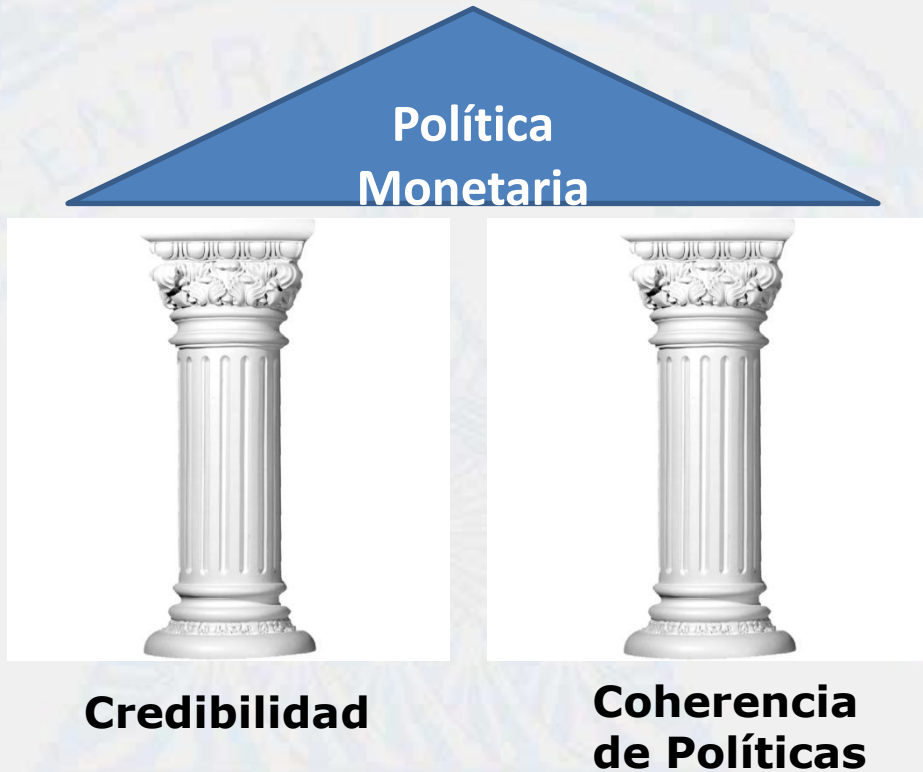 Política
Monetaria
Credibilidad
Coherencia
de Políticas